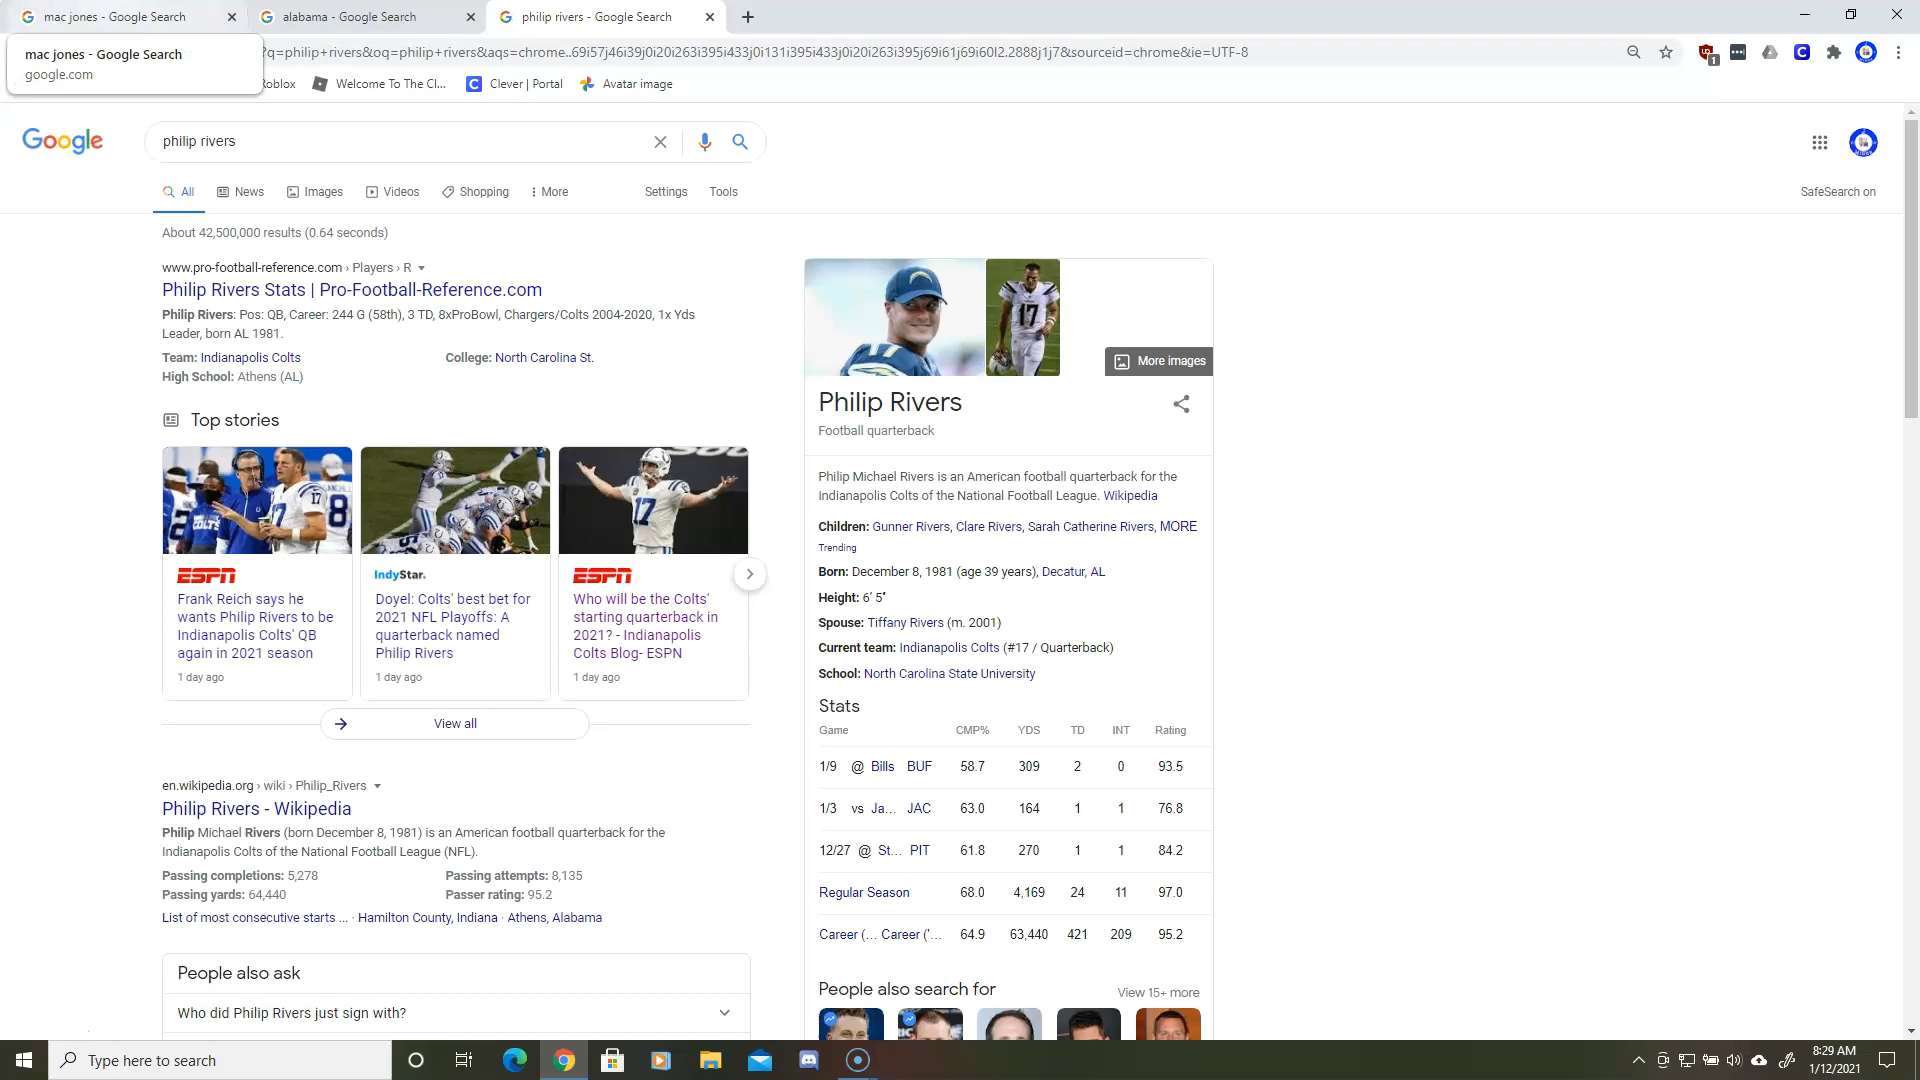 mac jones - Google Search
alabama - Google Search
philip rivers - Google Search
mac jones - Google Search
google.com
?q=philip+rivers&oq=philip+rivers&aqs=chrome..69i57j46i39j0i20i263i395i433j0i131i395i433j0i20i263i395j69i61j69i60l2.2888j1j7&sourceid=chrome&ie=UTF-8
1
Roblox
Welcome To The Cl...
Clever | Portal
Avatar image
Google
philip rivers
All
News
Images
Videos
Shopping
More
Settings
Tools
SafeSearch on
About 42,500,000 results (0.64 seconds)
www.pro-football-reference.com › Players › R
Philip Rivers Stats | Pro-Football-Reference.com
Philip Rivers: Pos: QB, Career: 244 G (58th), 3 TD, 8xProBowl, Chargers/Colts 2004-2020, 1x Yds
Leader, born AL 1981.
Team: Indianapolis Colts College: North Carolina St.
High School: Athens (AL)
Top stories
ESPN
Frank Reich says he
wants Philip Rivers to be
Indianapolis Colts' QB
again in 2021 season
1 day ago
IndyStar.
Doyel: Colts' best bet for
2021 NFL Playoffs: A
quarterback named
Philip Rivers
1 day ago
ESPN
Who will be the Colts'
starting quarterback in
2021? - Indianapolis
Colts Blog- ESPN
1 day ago
View all
en.wikipedia.org › wiki › Philip_Rivers
Philip Rivers - Wikipedia
Philip Michael Rivers (born December 8, 1981) is an American football quarterback for the
Indianapolis Colts of the National Football League (NFL).
Passing completions: 5,278 Passing attempts: 8,135
Passing yards: 64,440 Passer rating: 95.2
List of most consecutive starts ... · Hamilton County, Indiana · Athens, Alabama
People also ask
Who did Philip Rivers just sign with?
More images
Philip Rivers
Football quarterback
Philip Michael Rivers is an American football quarterback for the
Indianapolis Colts of the National Football League. Wikipedia
Children: Gunner Rivers, Clare Rivers, Sarah Catherine Rivers, MORE
Trending
Born: December 8, 1981 (age 39 years), Decatur, AL
Height: 6′ 5″
Spouse: Tiffany Rivers (m. 2001)
Current team: Indianapolis Colts (#17 / Quarterback)
School: North Carolina State University
Stats
Game CMP% YDS TD INT Rating
1/9 @ Bills BUF 58.7 309 2 0 93.5
1/3 vs Ja... JAC 63.0 164 1 1 76.8
12/27 @ St... PIT 61.8 270 1 1 84.2
Regular Season 68.0 4,169 24 11 97.0
Career (... Career ('... 64.9 63,440 421 209 95.2
People also search for
View 15+ more
Type here to search
8:29 AM
1/12/2021